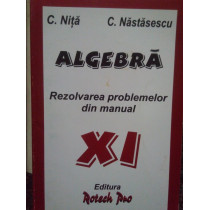 C. Niță C. Năstăsescu
ALGEBRĂ
Rezolvarea problemelor
din manual
XI
Editura
Rotech Pro